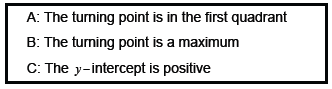 A: The turning point is in the first quadrant
B: The turning point is a maximum
C: The y-intercept is positive